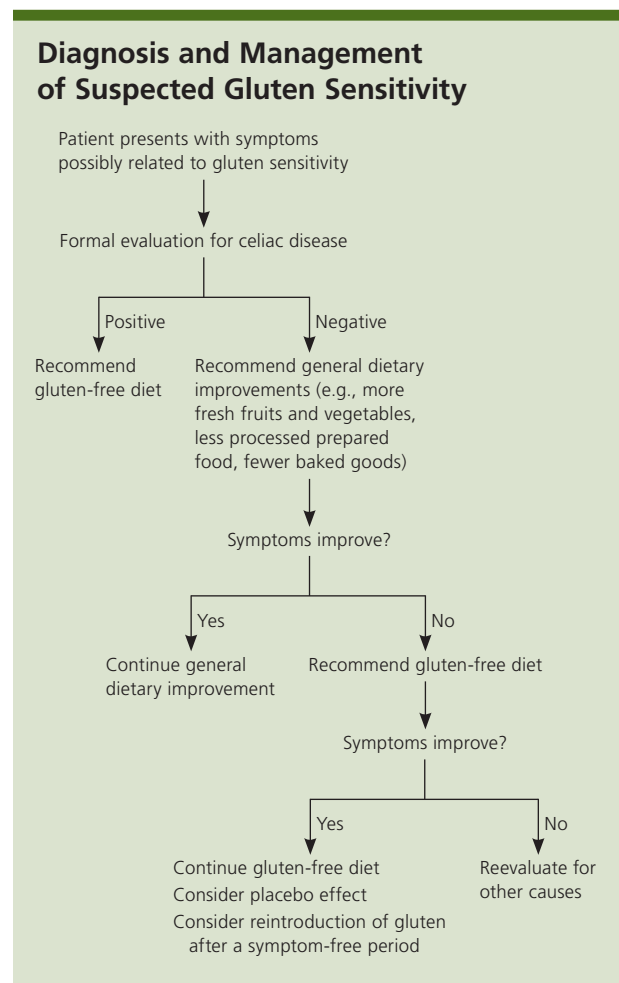 Diagnosis and Management
of Suspected Gluten Sensitivity
Patient presents with symptoms
possibly related to gluten sensitivity
Formal evaluation for celiac disease
Positive
Negative
Recommend
gluten-free diet
Recommend general dietary
improvements (e.g., more
fresh fruits and vegetables,
less processed prepared
food, fewer baked goods)
Symptoms improve?
Yes
No
Continue general
dietary improvement
Recommend gluten-free diet
Symptoms improve?
Yes
No
Continue gluten-free diet
Consider placebo effect
Consider reintroduction of gluten
after a symptom-free period
Reevaluate for
other causes